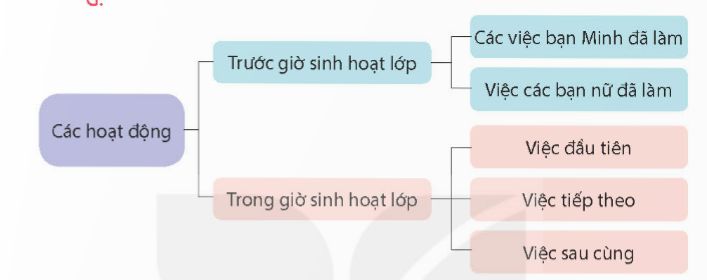 G.
Các hoạt động
Trước giờ sinh hoạt lớp
Các việc bạn Minh đã làm
Việc các bạn nữ đã làm
Trong giờ sinh hoạt lớp
Việc đầu tiên
Việc tiếp theo
Việc sau cùng